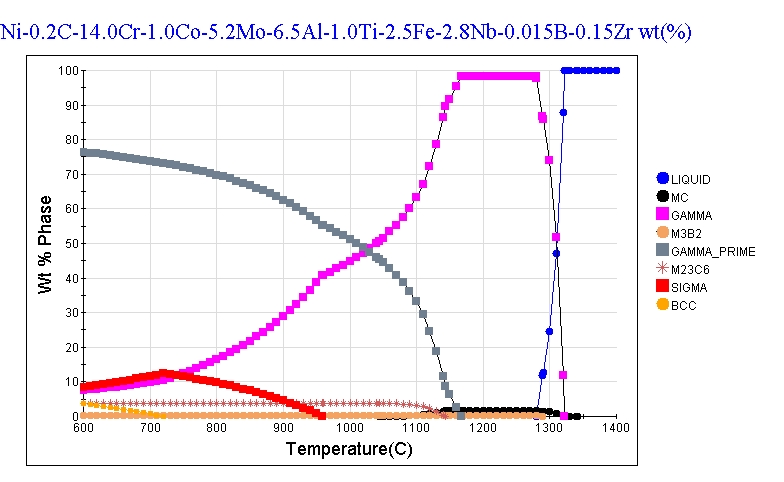 Ni-0.2C-14.0Cr-1.0Co-5.2Mo-6.5Al-1.0Ti-2.5Fe-2.8Nb-0.015B-0.15Zr wt(%)
100
90
80
70
60
50
40
30
20
10
0
Wt % Phase
600 700 800 900 1000 1100 1200 1300 1400
Temperature(C)
LIQUID
MC
GAMMA
M3B2
GAMMA_PRIME
M23C6
SIGMA
BCC